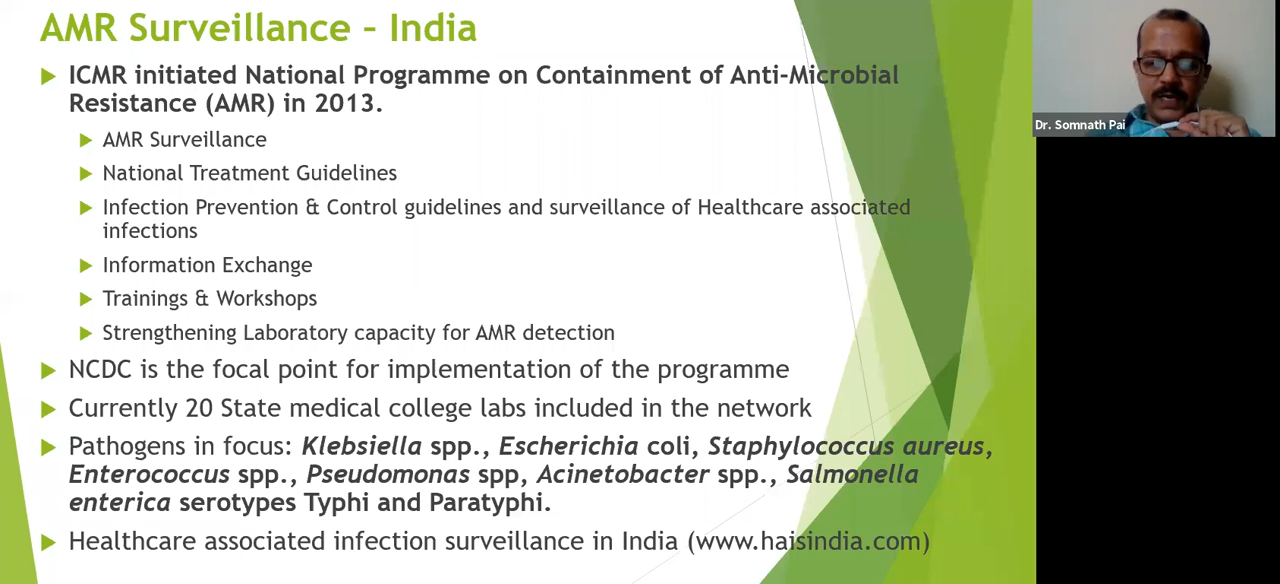 AMR Surveillance – India
ICMR initiated National Programme on Containment of Anti-Microbial
Resistance (AMR) in 2013.
AMR Surveillance
National Treatment Guidelines
Infection Prevention & Control guidelines and surveillance of Healthcare associated
infections
Information Exchange
Trainings & Workshops
Strengthening Laboratory capacity for AMR detection
NCDC is the focal point for implementation of the programme
Currently 20 State medical college labs included in the network
Pathogens in focus: Klebsiella spp., Escherichia coli, Staphylococcus aureus,
Enterococcus spp., Pseudomonas spp, Acinetobacter spp., Salmonella
enterica serotypes Typhi and Paratyphi.
Healthcare associated infection surveillance in India (www.haisindia.com)
Dr. Somnath Pai